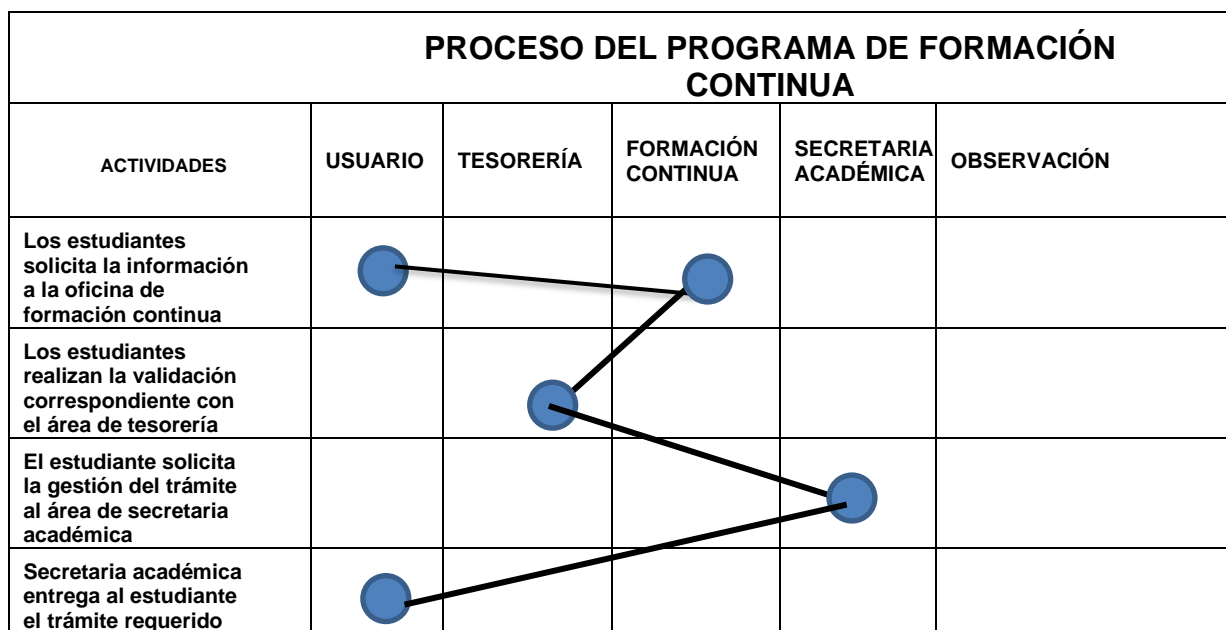 PROCESO DEL PROGRAMA DE FORMACIÓN
CONTINUA
ACTIVIDADES
USUARIO
TESORERÍA
FORMACIÓN
CONTINUA
SECRETARIA
ACADÉMICA
OBSERVACIÓN
Los estudiantes
solicita la información
a la oficina de
formación continua
Los estudiantes
realizan la validación
correspondiente con
el área de tesorería
El estudiante solicita
la gestión del trámite
al área de secretaria
académica
Secretaria académica
entrega al estudiante
el trámite requerido